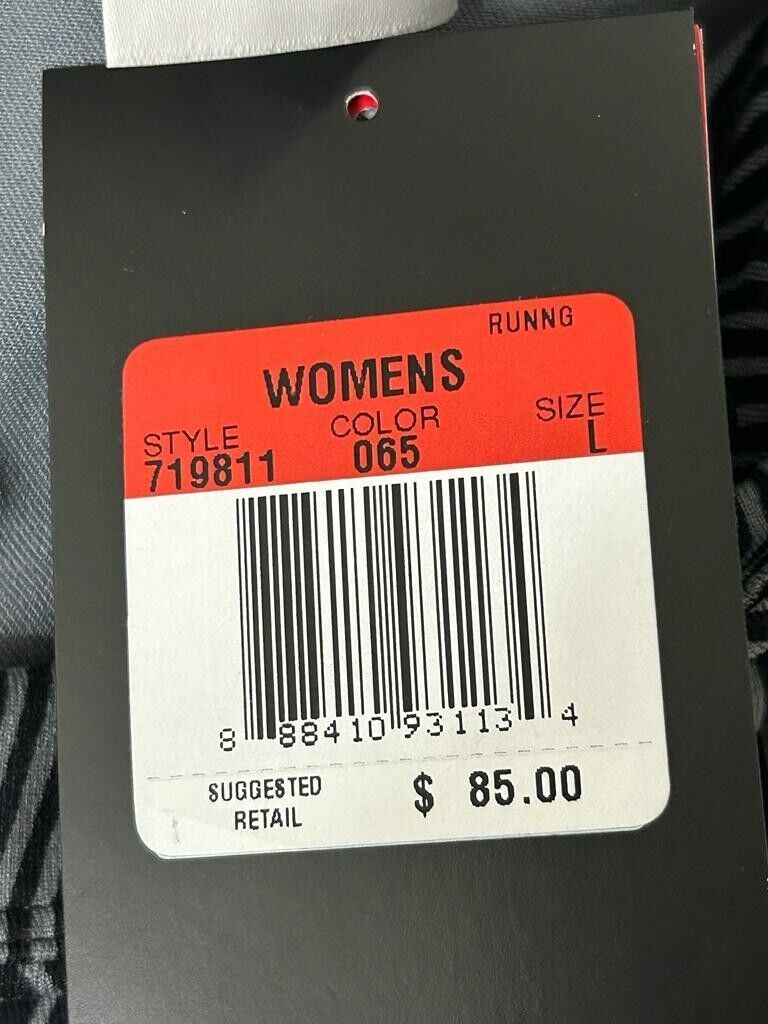 RUNNG
WOMENS
STYLE COLOR SIZE
719811 065 L
8 88410 93113 4
SUGGESTED
RETAIL
$ 85.00